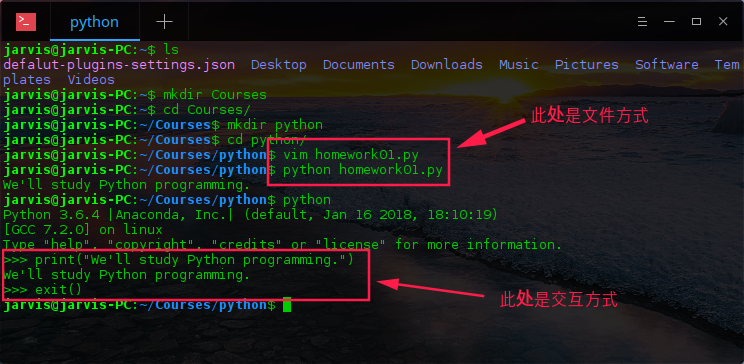 python
jarvis@jarvis-PC:~$ ls
defalut-plugins-settings.json  Desktop  Documents  Downloads  Music  Pictures  Software  Tem
plates  Videos
jarvis@jarvis-PC:~$ mkdir Courses
jarvis@jarvis-PC:~$ cd Courses/
jarvis@jarvis-PC:~/Courses$ mkdir python
jarvis@jarvis-PC:~/Courses$ cd python/
此处是文件方式
jarvis@jarvis-PC:~/Courses/python$ vim homework01.py
jarvis@jarvis-PC:~/Courses/python$ python homework01.py
We'll study Python programming.
jarvis@jarvis-PC:~/Courses/python$ python
Python 3.6.4 |Anaconda, Inc.| (default, Jan 16 2018, 18:10:19)
[GCC 7.2.0] on linux
Type "help", "copyright", "credits" or "license" for more information.
>>> print("We'll study Python programming.")
We'll study Python programming.
>>> exit()
此处是交互方式
jarvis@jarvis-PC:~/Courses/python$